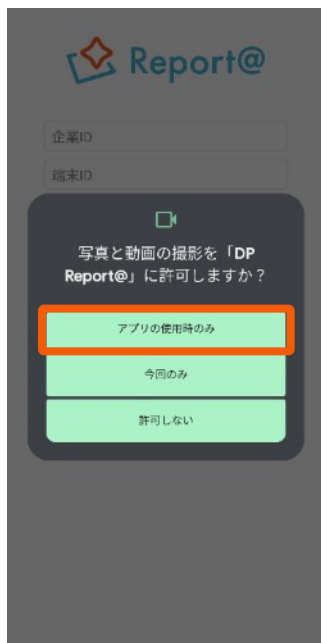 Report@
企業ID
端末ID
写真と動画の撮影を「DP
Report@」に許可しますか？
アプリの使用時のみ
今回のみ
許可しない